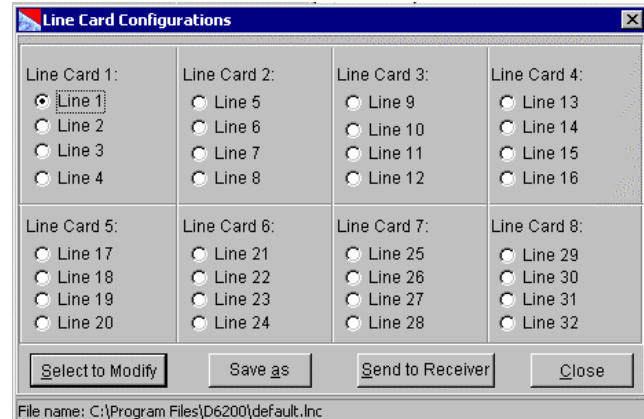 Line Card Configurations
Line Card 1:
Line 1
Line 2
Line 3
Line 4
Line Card 2:
Line 5
Line 6
Line 7
Line 8
Line Card 3:
Line 9
Line 10
Line 11
Line 12
Line Card 4:
Line 13
Line 14
Line 15
Line 16
Line Card 5:
Line 17
Line 18
Line 19
Line 20
Line Card 6:
Line 21
Line 22
Line 23
Line 24
Line Card 7:
Line 25
Line 26
Line 27
Line 28
Line Card 8:
Line 29
Line 30
Line 31
Line 32
Select to Modify
Save as
Send to Receiver
Close
File name: C:\Program Files\D6200\default.lnc